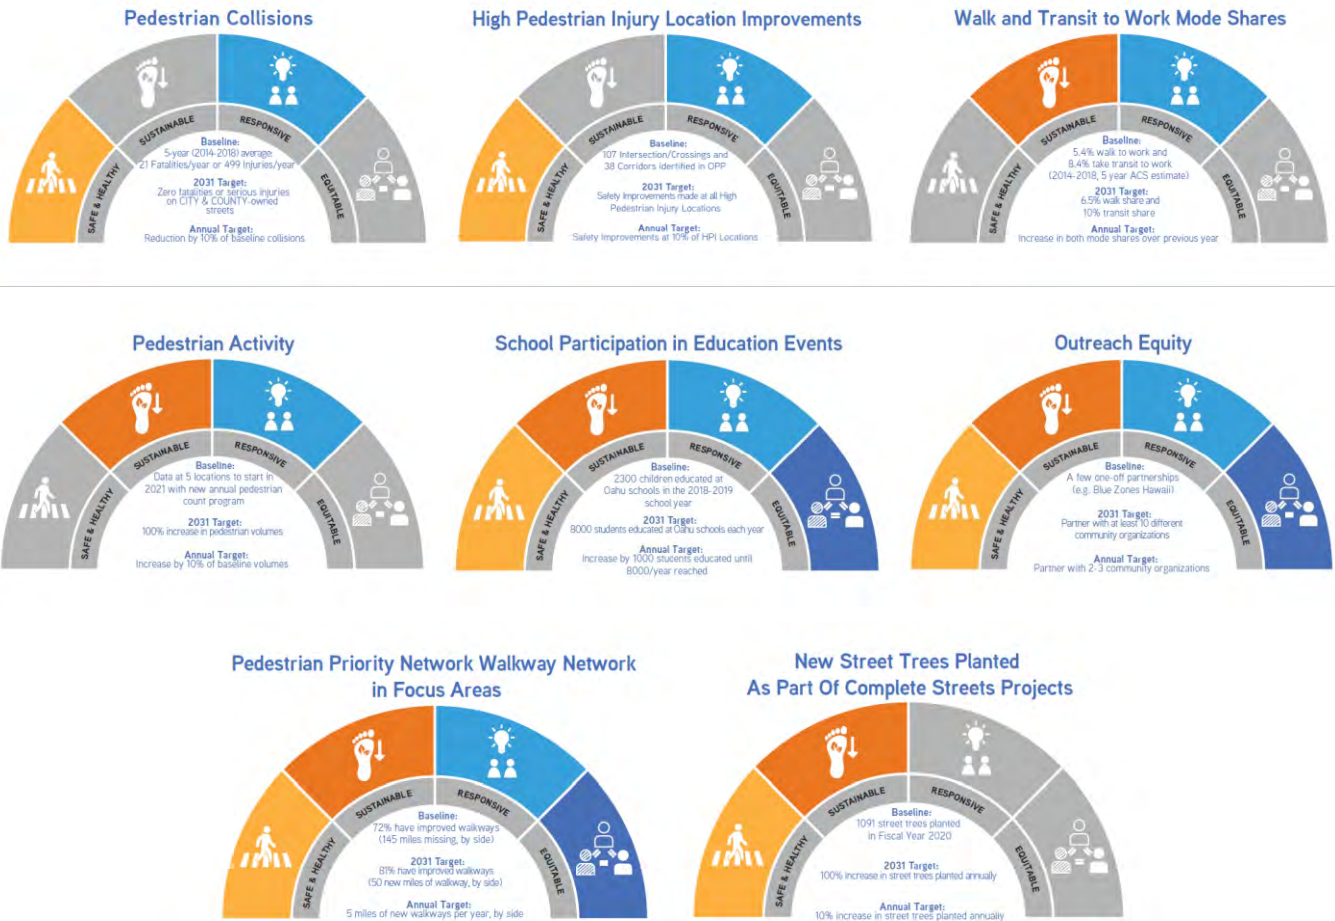 Pedestrian Collisions
SUSTAINABLE
RESPONSIVE
SAFE & HEALTHY
EQUITABLE
Baseline:
5-year (2014-2018) average:
21 Fatalities/year or 499 Injuries/year
2031 Target:
Zero fatalities or serious injuries
on CITY & COUNTY-owned
streets
Annual Target:
Reduction by 10% of baseline collisions
High Pedestrian Injury Location Improvements
SUSTAINABLE
RESPONSIVE
SAFE & HEALTHY
EQUITABLE
Baseline:
107 Intersection/Crossings and
38 Corridors identified in OPP
2031 Target:
Safety Improvements made at all High
Pedestrian Injury Locations
Annual Target:
Safety Improvements at 10% of HPI Locations
Walk and Transit to Work Mode Shares
SUSTAINABLE
RESPONSIVE
SAFE & HEALTHY
EQUITABLE
Baseline:
5.4% walk to work and
8.4% take transit to work
(2014-2018, 5 year ACS estimate)
2031 Target:
6.5% walk share and
10% transit share
Annual Target:
Increase in both mode shares over previous year
Pedestrian Activity
SUSTAINABLE
RESPONSIVE
SAFE & HEALTHY
EQUITABLE
Baseline:
Data at 5 locations to start in
2021 with new annual pedestrian
count program
2031 Target:
100% increase in pedestrian volumes
Annual Target:
Increase by 10% of baseline volumes
School Participation in Education Events
SUSTAINABLE
RESPONSIVE
SAFE & HEALTHY
EQUITABLE
Baseline:
2300 children educated at
Oahu schools in the 2018-2019
school year
2031 Target:
8000 students educated at Oahu schools each year
Annual Target:
Increase by 1000 students educated until
8000/year reached
Outreach Equity
SUSTAINABLE
RESPONSIVE
SAFE & HEALTHY
EQUITABLE
Baseline:
A few one-off partnerships
(e.g. Blue Zones Hawaii)
2031 Target:
Partner with at least 10 different
community organizations
Annual Target:
Partner with 2-3 community organizations
Pedestrian Priority Network Walkway Network
in Focus Areas
SUSTAINABLE
RESPONSIVE
SAFE & HEALTHY
EQUITABLE
Baseline:
72% have improved walkways
(145 miles missing, by side)
2031 Target:
81% have improved walkways
(50 new miles of walkway, by side)
Annual Target:
5 miles of new walkways per year, by side
New Street Trees Planted
As Part Of Complete Streets Projects
SUSTAINABLE
RESPONSIVE
SAFE & HEALTHY
EQUITABLE
Baseline:
1091 street trees planted
in Fiscal Year 2020
2031 Target:
100% increase in street trees planted annually
Annual Target:
10% increase in street trees planted annually